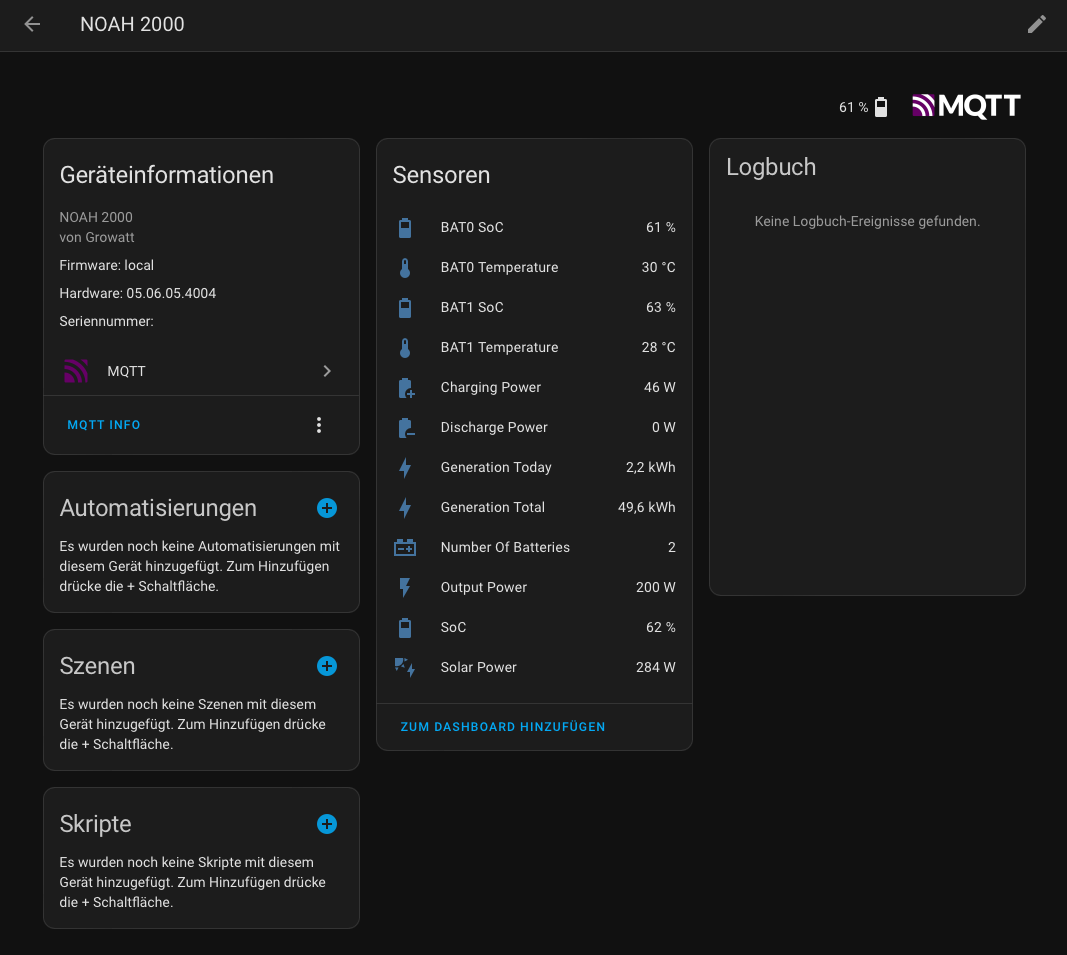 NOAH 2000
61 %
MQTT
Geräteinformationen
NOAH 2000
von Growatt
Firmware: local
Hardware: 05.06.05.4004
Seriennummer:
MQTT
MQTT INFO
Automatisierungen
Es wurden noch keine Automatisierungen mit
diesem Gerät hinzugefügt. Zum Hinzufügen
drücke die + Schaltfläche.
Szenen
Es wurden noch keine Szenen mit diesem
Gerät hinzugefügt. Zum Hinzufügen drücke
die + Schaltfläche.
Skripte
Es wurden noch keine Skripte mit diesem
Gerät hinzugefügt. Zum Hinzufügen drücke
die + Schaltfläche.
Sensoren
BAT0 SoC 61 %
BAT0 Temperature 30 °C
BAT1 SoC 63 %
BAT1 Temperature 28 °C
Charging Power 46 W
Discharge Power 0 W
Generation Today 2,2 kWh
Generation Total 49,6 kWh
Number Of Batteries 2
Output Power 200 W
SoC 62 %
Solar Power 284 W
ZUM DASHBOARD HINZUFÜGEN
Logbuch
Keine Logbuch-Ereignisse gefunden.